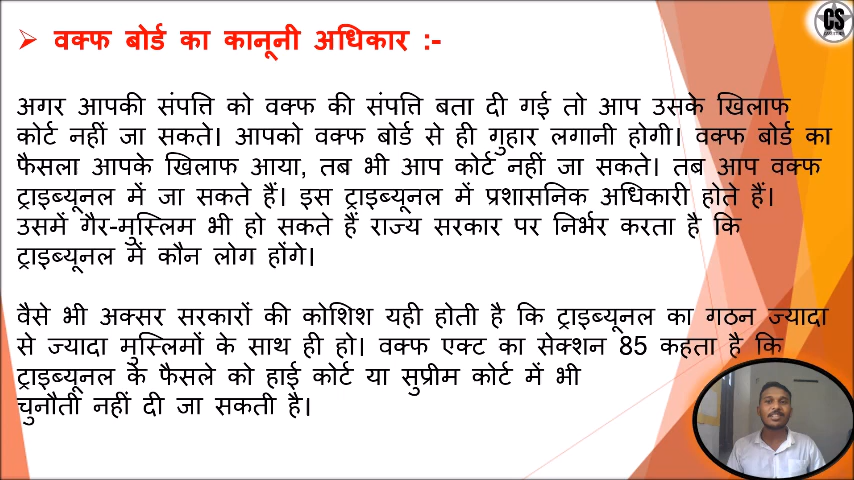 ➢ वक्फ बोर्ड का कानूनी अधिकार :-
अगर आपकी संपत्ति को वक्फ की संपत्ति बता दी गई तो आप उसके खिलाफ
कोर्ट नहीं जा सकते। आपको वक्फ बोर्ड से ही गुहार लगानी होगी। वक्फ बोर्ड का
फैसला आपके खिलाफ आया, तब भी आप कोर्ट नहीं जा सकते। तब आप वक्फ
ट्राइब्यूनल में जा सकते हैं। इस ट्राइब्यूनल में प्रशासनिक अधिकारी होते हैं।
उसमें गैर-मुस्लिम भी हो सकते हैं राज्य सरकार पर निर्भर करता है कि
ट्राइब्यूनल में कौन लोग होंगे।
वैसे भी अक्सर सरकारों की कोशिश यही होती है कि ट्राइब्यूनल का गठन ज्यादा
से ज्यादा मुस्लिमों के साथ ही हो। वक्फ एक्ट का सेक्शन 85 कहता है कि
ट्राइब्यूनल के फैसले को हाई कोर्ट या सुप्रीम कोर्ट में भी
चुनौती नहीं दी जा सकती है।
CS